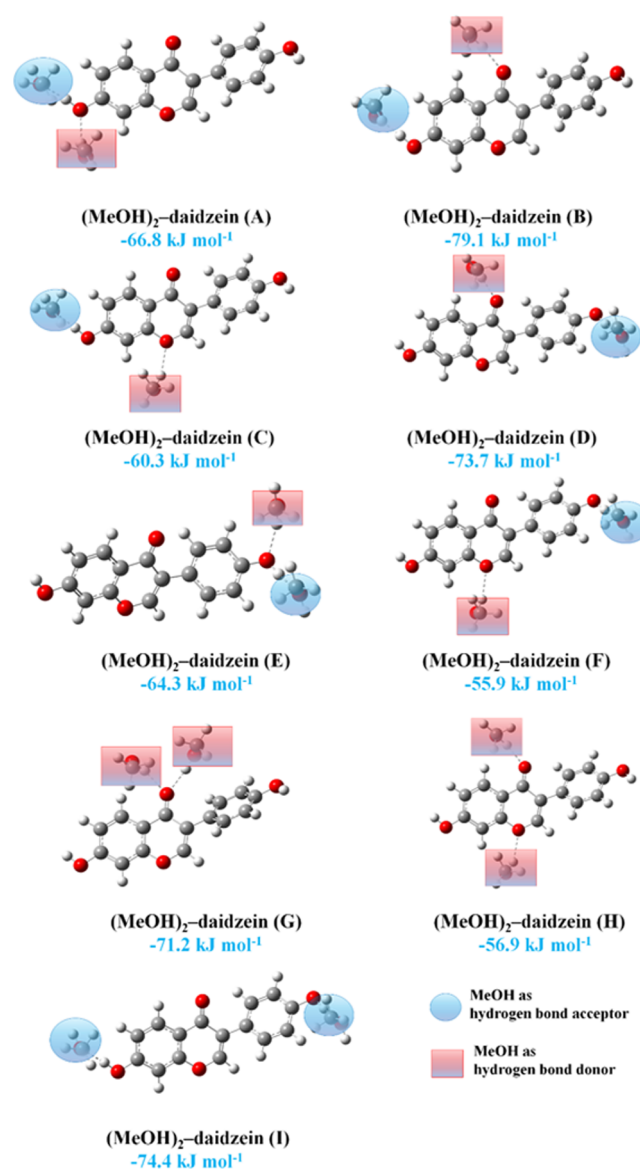 (MeOH)₂–daidzein (A)
-66.8 kJ mol⁻¹
(MeOH)₂–daidzein (B)
-79.1 kJ mol⁻¹
(MeOH)₂–daidzein (C)
-60.3 kJ mol⁻¹
(MeOH)₂–daidzein (D)
-73.7 kJ mol⁻¹
(MeOH)₂–daidzein (E)
-64.3 kJ mol⁻¹
(MeOH)₂–daidzein (F)
-55.9 kJ mol⁻¹
(MeOH)₂–daidzein (G)
-71.2 kJ mol⁻¹
(MeOH)₂–daidzein (H)
-56.9 kJ mol⁻¹
MeOH as
hydrogen bond acceptor
MeOH as
hydrogen bond donor
(MeOH)₂–daidzein (I)
-74.4 kJ mol⁻¹